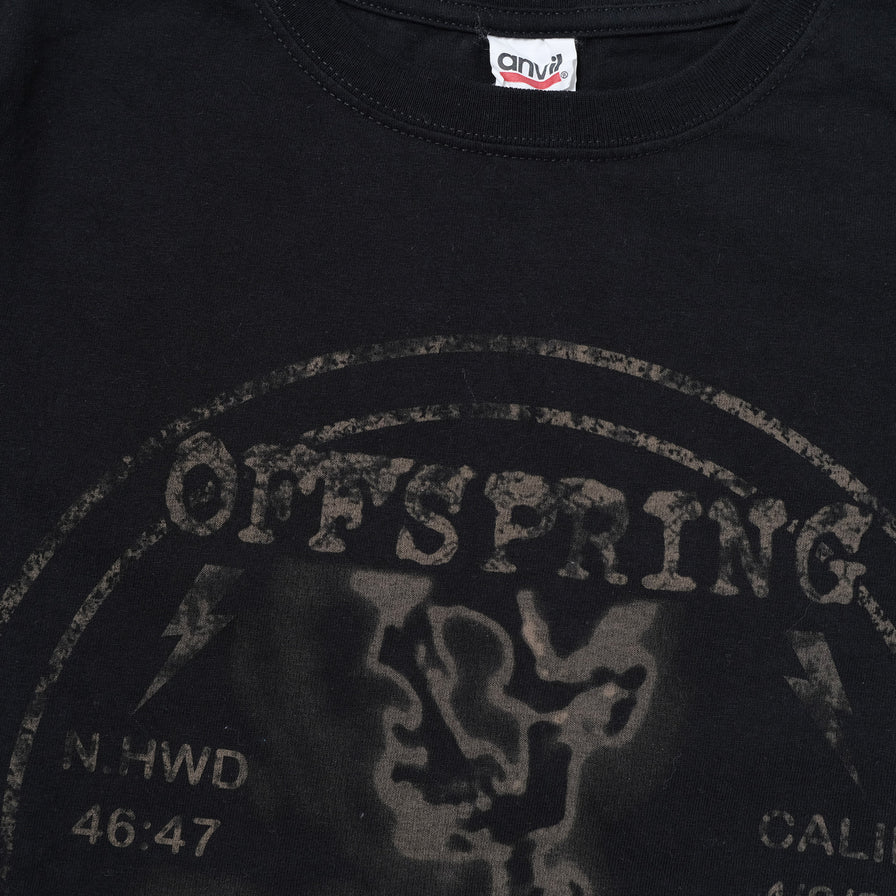 anvil®
OFFSPRING
N.HWD
46:47
CALI